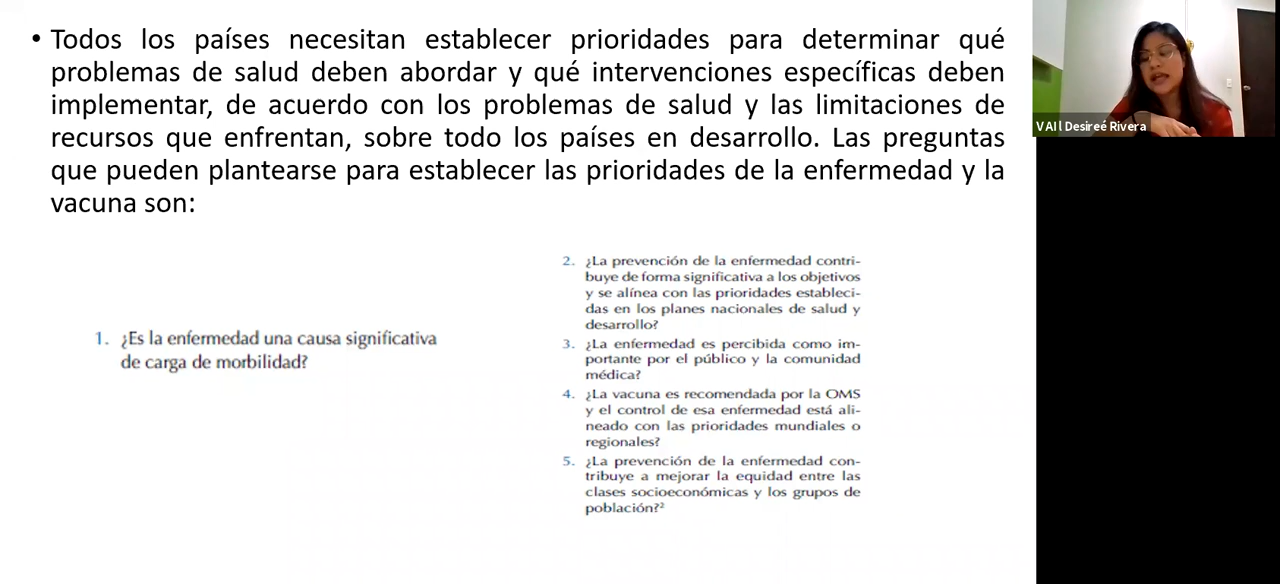 • Todos los países necesitan establecer prioridades para determinar qué
problemas de salud deben abordar y qué intervenciones específicas deben
implementar, de acuerdo con los problemas de salud y las limitaciones de
recursos que enfrentan, sobre todo los países en desarrollo. Las preguntas
que pueden plantearse para establecer las prioridades de la enfermedad y la
vacuna son:
1. ¿Es la enfermedad una causa significativa
de carga de morbilidad?
2. ¿La prevención de la enfermedad contri-
buye de forma significativa a los objetivos
y se alínea con las prioridades estableci-
das en los planes nacionales de salud y
desarrollo?
3. ¿La enfermedad es percibida como im-
portante por el público y la comunidad
médica?
4. ¿La vacuna es recomendada por la OMS
y el control de esa enfermedad está ali-
neado con las prioridades mundiales o
regionales?
5. ¿La prevención de la enfermedad con-
tribuye a mejorar la equidad entre las
clases socioeconómicas y los grupos de
población?²
Desireé Rivera